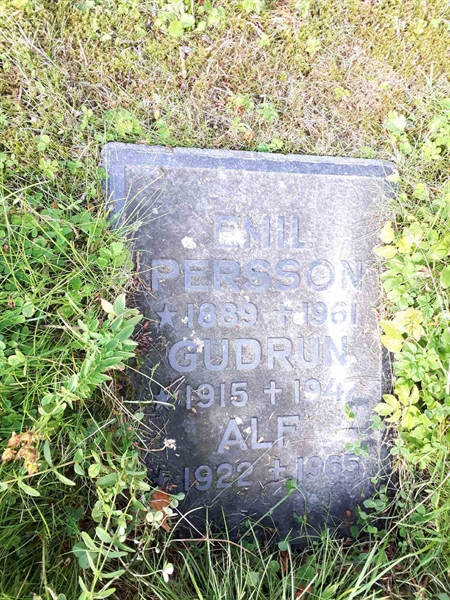 EMIL
PERSSON
★ 1889 † 1961
GUDRUN
★ 1915 †
ALF
★ 1922 † 1965